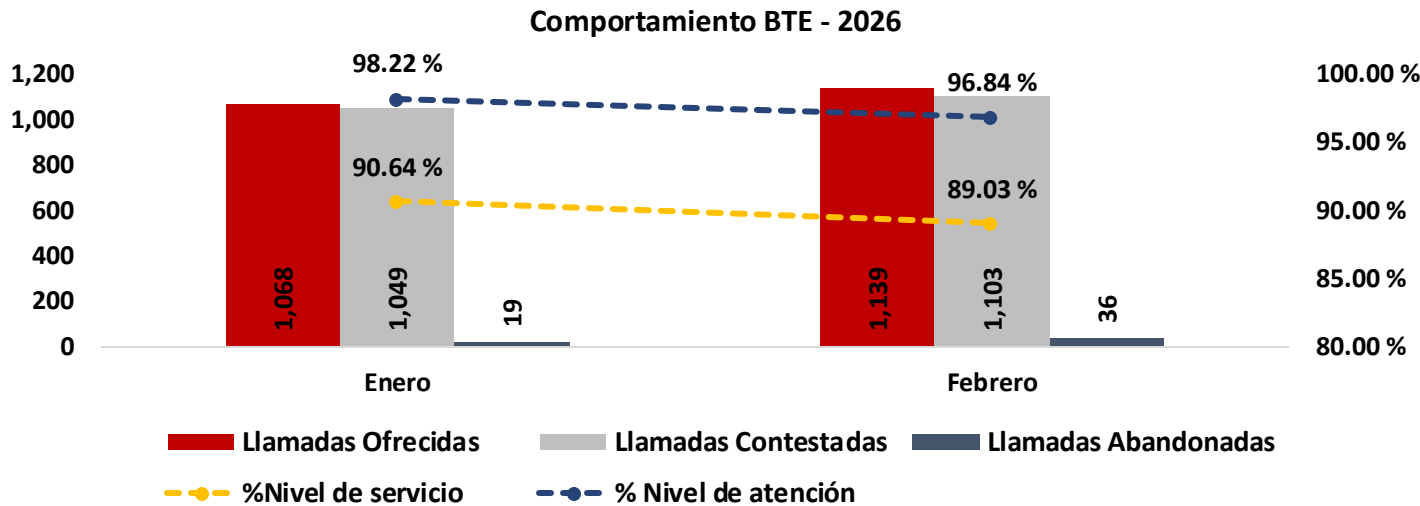 Comportamiento BTE - 2026
1,200
1,000
800
600
400
200
0
100.00 %
95.00 %
90.00 %
85.00 %
80.00 %
98.22 %
96.84 %
90.64 %
89.03 %
1,068
1,049
19
1,139
1,103
36
Enero
Febrero
Llamadas Ofrecidas
Llamadas Contestadas
Llamadas Abandonadas
%Nivel de servicio
% Nivel de atención